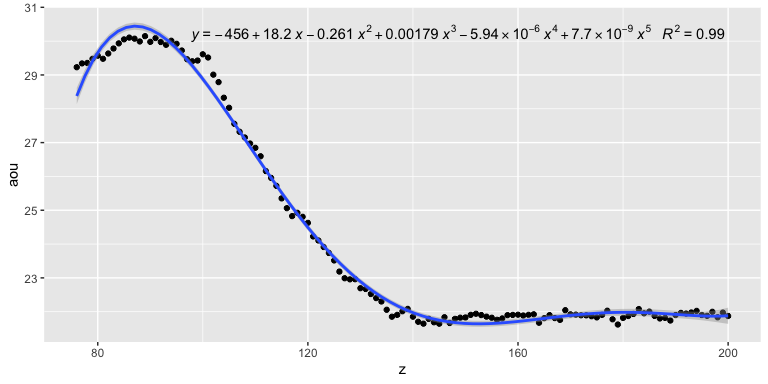 31
y = − 456 + 18.2 x − 0.261 x² + 0.00179 x³ − 5.94 × 10⁻⁶ x⁴ + 7.7 × 10⁻⁹ x⁵   R² = 0.99
29
27
25
23
aou
80 120 160 200
z